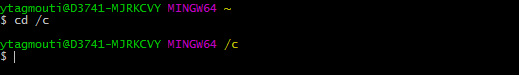 ytagmouti@D3741-MJRKCVY MINGW64 ~
$ cd /c
ytagmouti@D3741-MJRKCVY MINGW64 /c
$